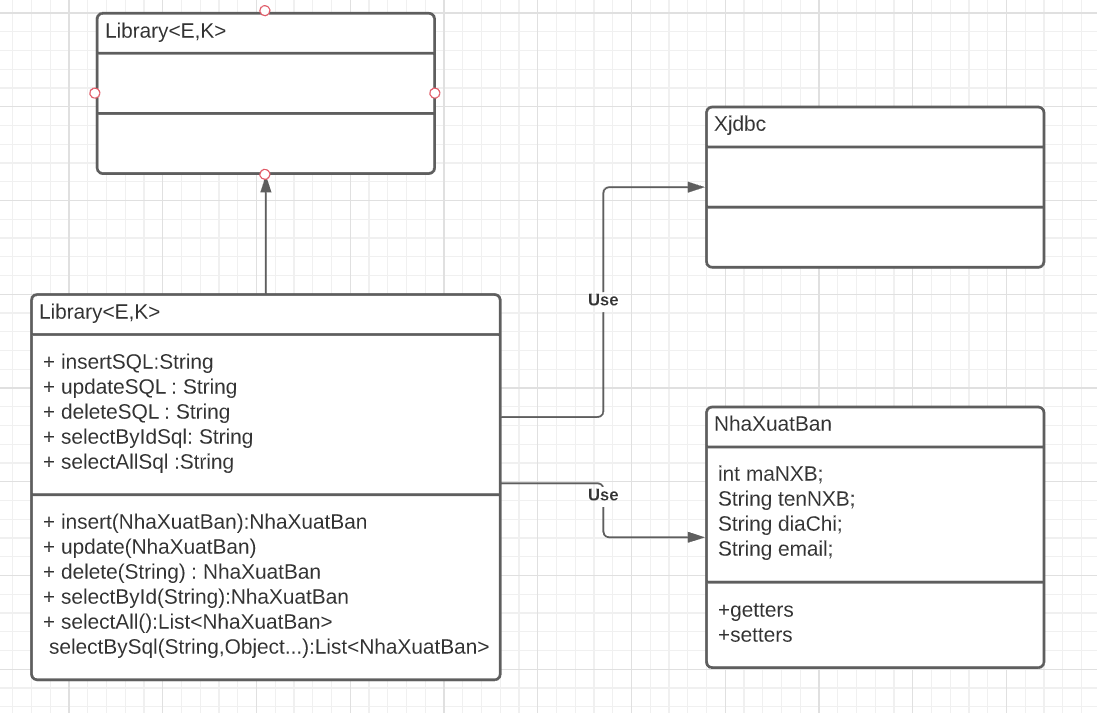 Library<E,K>
Xjdbc
Use
Library<E,K>
+ insertSQL:String
+ updateSQL : String
+ deleteSQL : String
+ selectByIdSql: String
+ selectAllSql :String
+ insert(NhaXuatBan):NhaXuatBan
+ update(NhaXuatBan)
+ delete(String) : NhaXuatBan
+ selectById(String):NhaXuatBan
+ selectAll():List<NhaXuatBan>
selectBySql(String,Object...):List<NhaXuatBan>
Use
NhaXuatBan
int maNXB;
String tenNXB;
String diaChi;
String email;
+getters
+setters